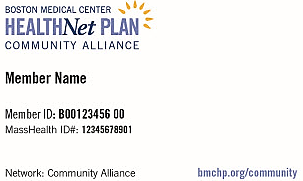 BOSTON MEDICAL CENTER
HEALTHNet PLAN
COMMUNITY ALLIANCE
Member Name
Member ID: B00123456 00
MassHealth ID#: 12345678901
Network: Community Alliance
bmchp.org/community